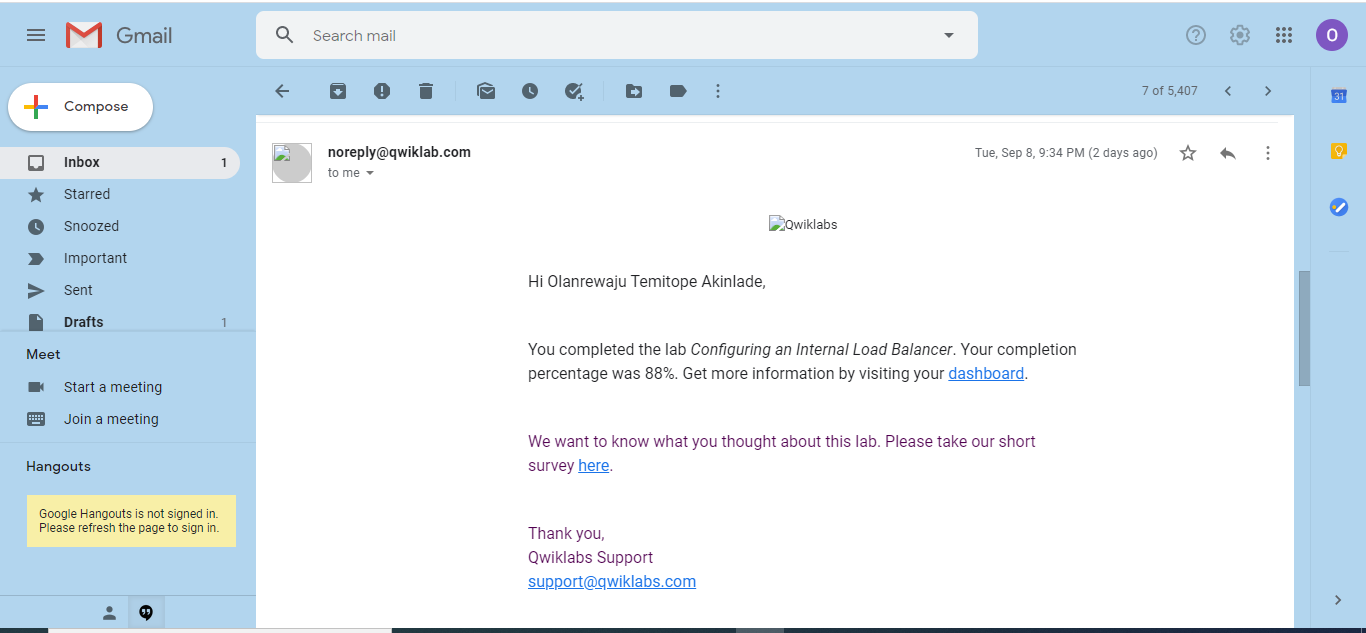 Gmail
Search mail
O
Compose
7 of 5,407
31
Inbox 1
Starred
Snoozed
Important
Sent
Drafts 1
Meet
Start a meeting
Join a meeting
Hangouts
Google Hangouts is not signed in.
Please refresh the page to sign in.
noreply@qwiklab.com
Tue, Sep 8, 9:34 PM (2 days ago)
to me
Qwiklabs
Hi Olanrewaju Temitope Akinlade,
You completed the lab Configuring an Internal Load Balancer. Your completion
percentage was 88%. Get more information by visiting your dashboard.
We want to know what you thought about this lab. Please take our short
survey here.
Thank you,
Qwiklabs Support
support@qwiklabs.com